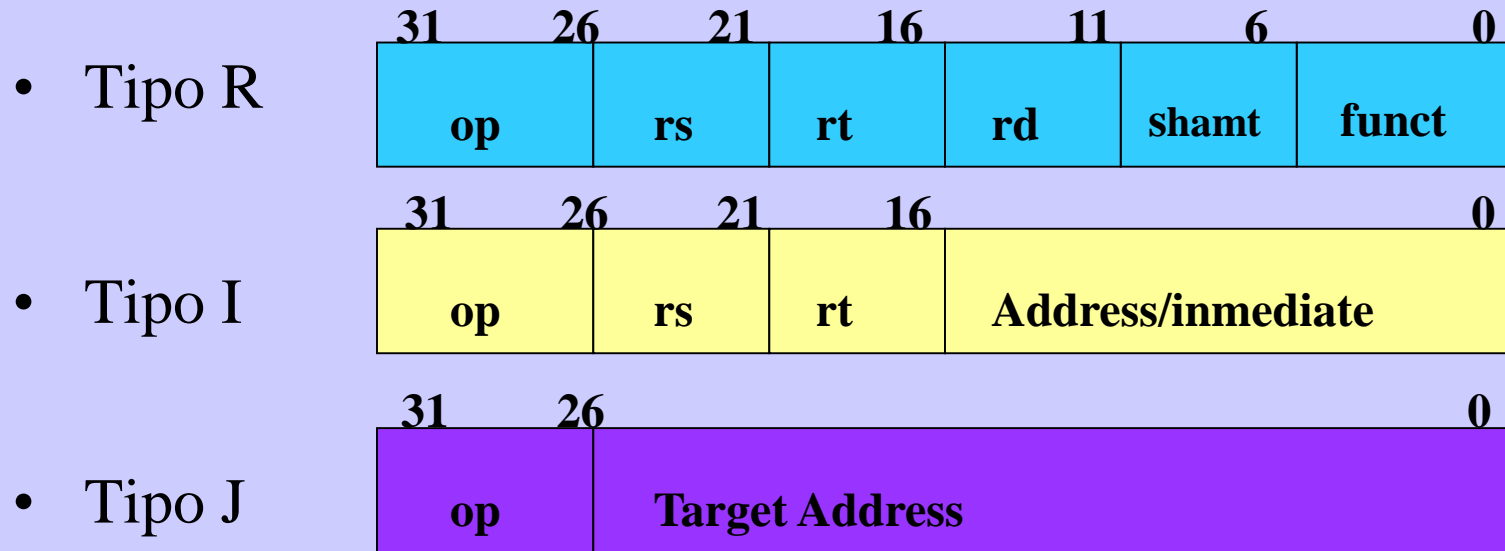 31 26 21 16 11 6 0
• Tipo R op rs rt rd shamt funct
31 26 21 16 0
• Tipo I op rs rt Address/inmediate
31 26 0
• Tipo J op Target Address